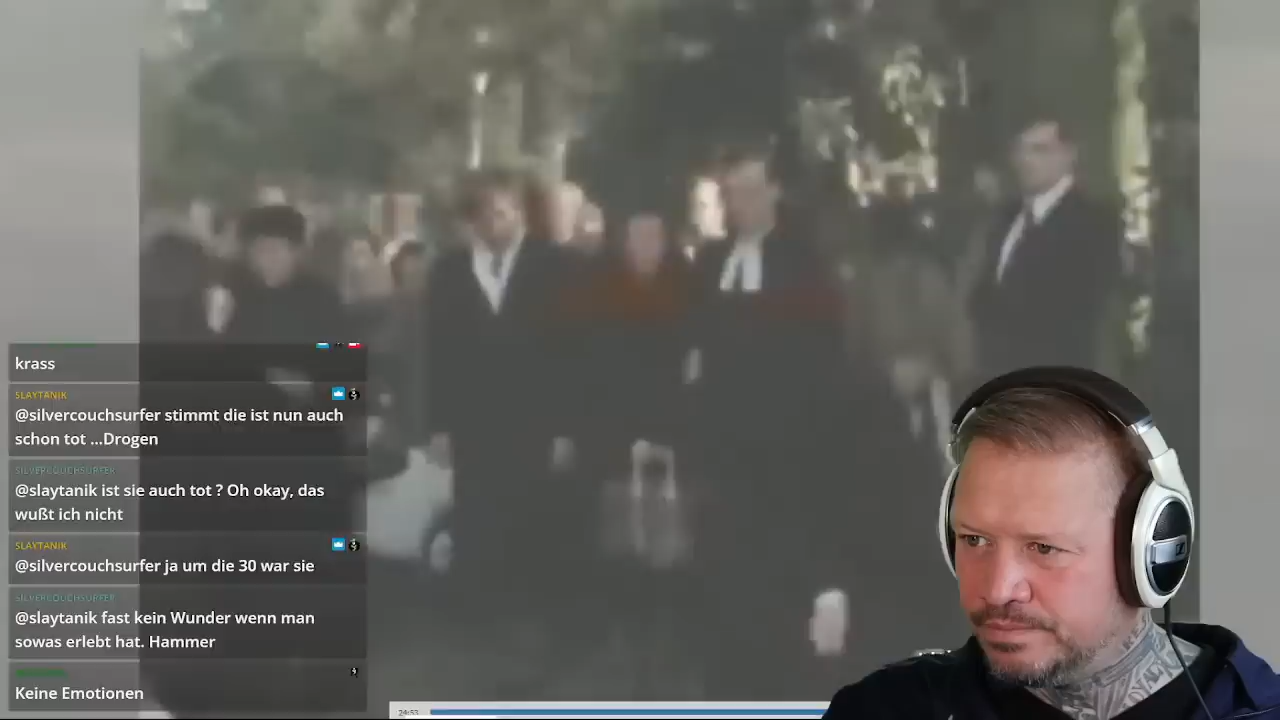 krass
SLAYTANIK
@silvercouchsurfer stimmt die ist nun auch
schon tot ...Drogen
SILVERCOUCHSURFER
@slaytanik ist sie auch tot ? Oh okay, das
wußt ich nicht
SLAYTANIK
@silvercouchsurfer ja um die 30 war sie
SILVERCOUCHSURFER
@slaytanik fast kein Wunder wenn man
sowas erlebt hat. Hammer
Keine Emotionen
24:53